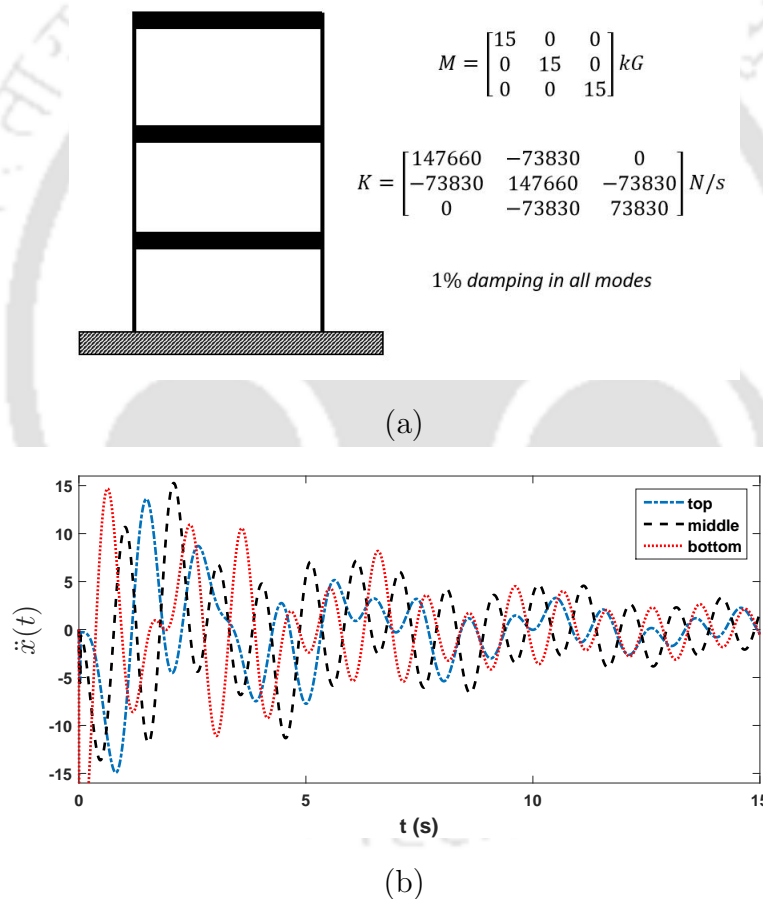 M = [15 0 0
0 15 0
0 0 15] kG
K = [147660 −73830 0
−73830 147660 −73830
0 −73830 73830] N/s
1% damping in all modes
(a)
15
10
5
0
-5
-10
-15
ẍ(t)
top
middle
bottom
0 5 10 15
t (s)
(b)